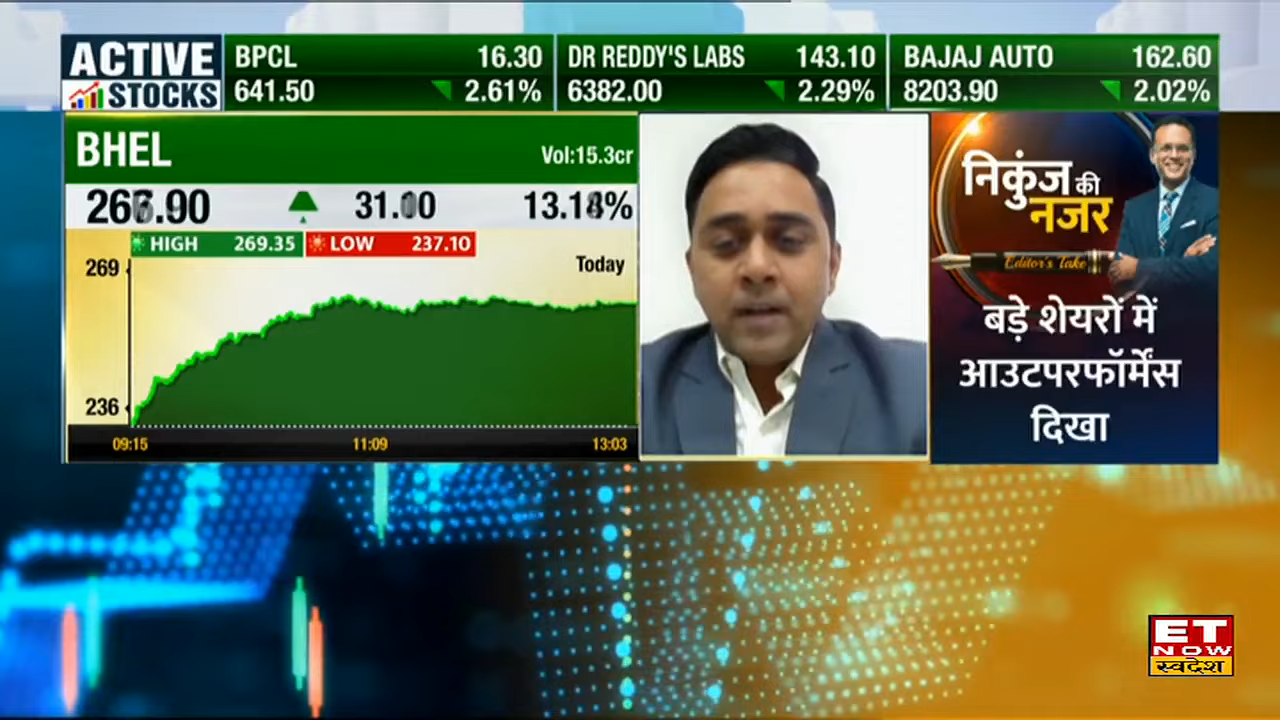 ACTIVE
STOCKS
BPCL 16.30
641.50 2.61%
DR REDDY'S LABS 143.10
6382.00 2.29%
BAJAJ AUTO 162.60
8203.90 2.02%
BHEL Vol:15.3cr
HIGH 269.35 LOW 237.10
Today
269
236
09:15 11:09 13:03
निकुंज की
नजर
Editor's Take
बड़े शेयरों में
आउटपरफॉर्मेंस
दिखा
ET
NOW
स्वदेश